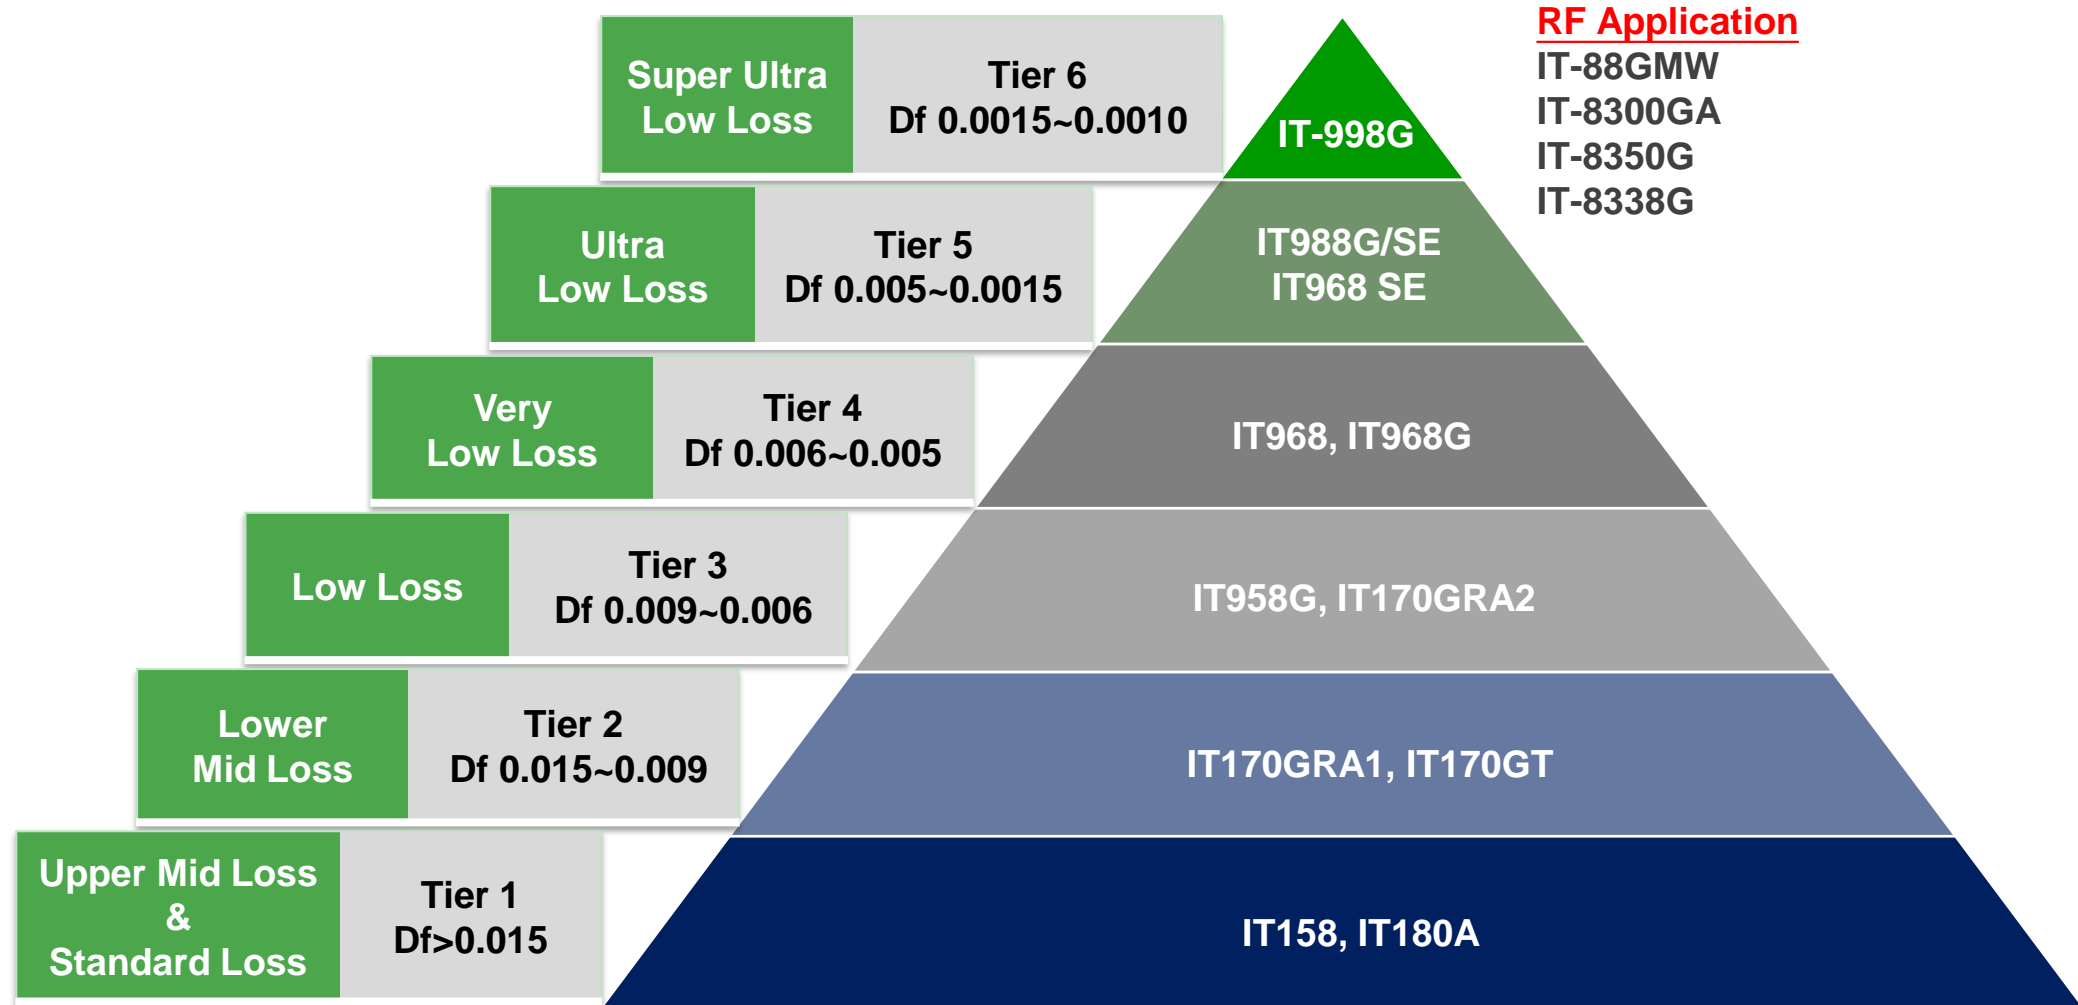 Super Ultra
Low Loss
Tier 6
Df 0.0015~0.0010
IT-998G
RF Application
IT-88GMW
IT-8300GA
IT-8350G
IT-8338G
Ultra
Low Loss
Tier 5
Df 0.005~0.0015
IT988G/SE
IT968 SE
Very
Low Loss
Tier 4
Df 0.006~0.005
IT968, IT968G
Low Loss
Tier 3
Df 0.009~0.006
IT958G, IT170GRA2
Lower
Mid Loss
Tier 2
Df 0.015~0.009
IT170GRA1, IT170GT
Upper Mid Loss
&
Standard Loss
Tier 1
Df>0.015
IT158, IT180A